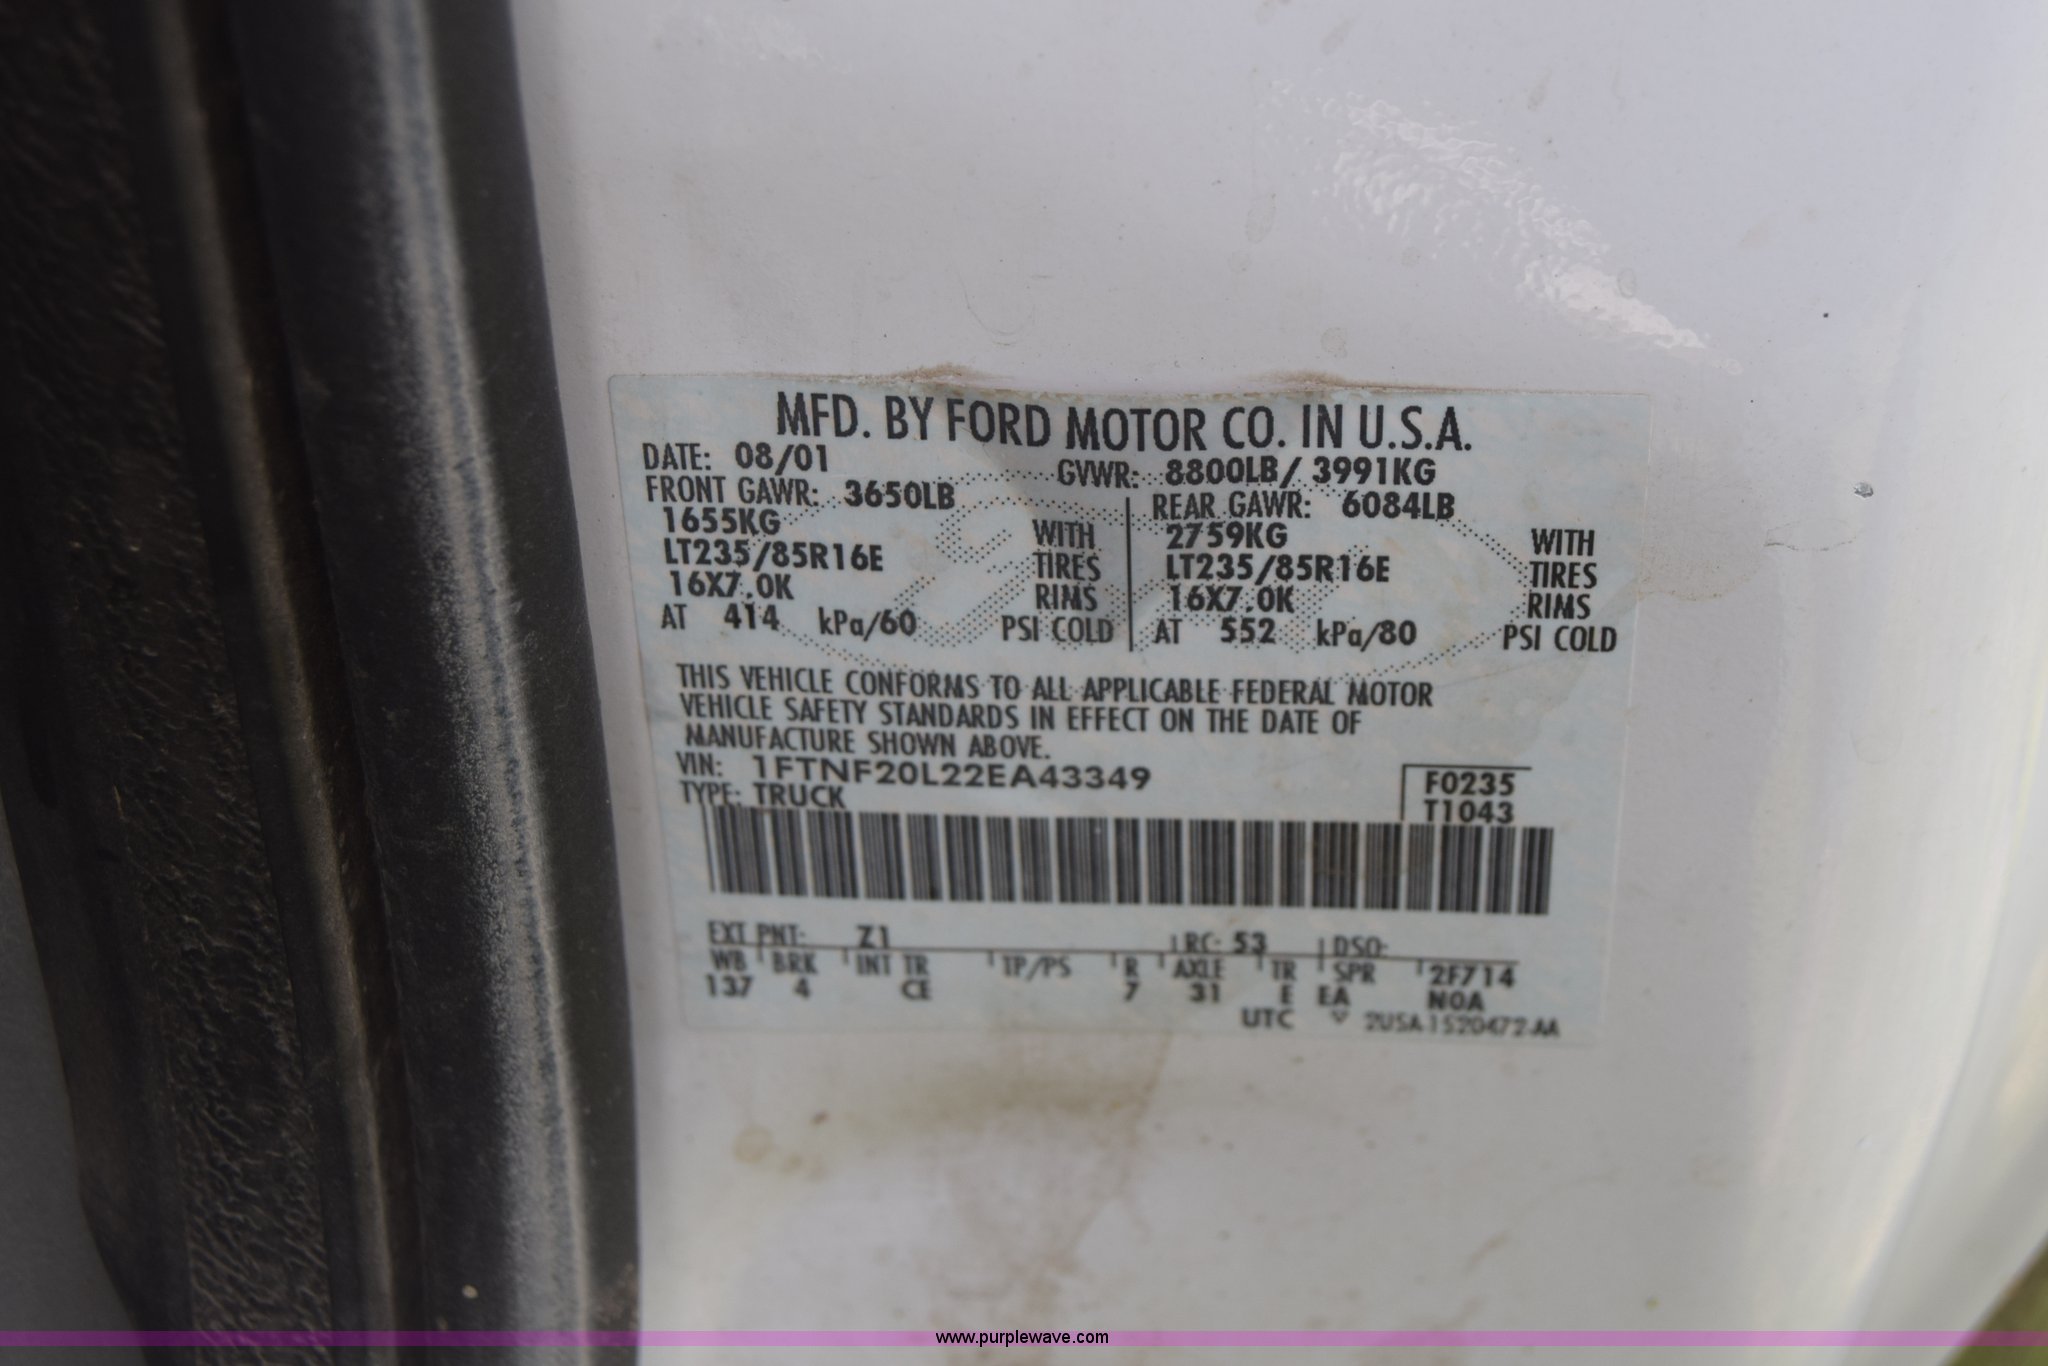 MFD. BY FORD MOTOR CO. IN U.S.A.
DATE: 08/01 GVWR: 8800LB/ 3991KG
FRONT GAWR: 3650LB REAR GAWR: 6084LB
1655KG WITH 2759KG WITH
LT235/85R16E TIRES LT235/85R16E TIRES
16X7.0K RIMS 16X7.0K RIMS
AT 414 kPa/60 PSI COLD AT 552 kPa/80 PSI COLD
THIS VEHICLE CONFORMS TO ALL APPLICABLE FEDERAL MOTOR
VEHICLE SAFETY STANDARDS IN EFFECT ON THE DATE OF
MANUFACTURE SHOWN ABOVE.
VIN: 1FTNF20L22EA43349 F0235
TYPE: TRUCK T1043
EXT PNT: Z1 RC: 53 DSO:
WB BRK INT TR TP/PS R AXLE TR SPR 2F714
137 4 CE 7 31 E EA N0A
UTC 2U5A-1520472-AA
www.purplewave.com